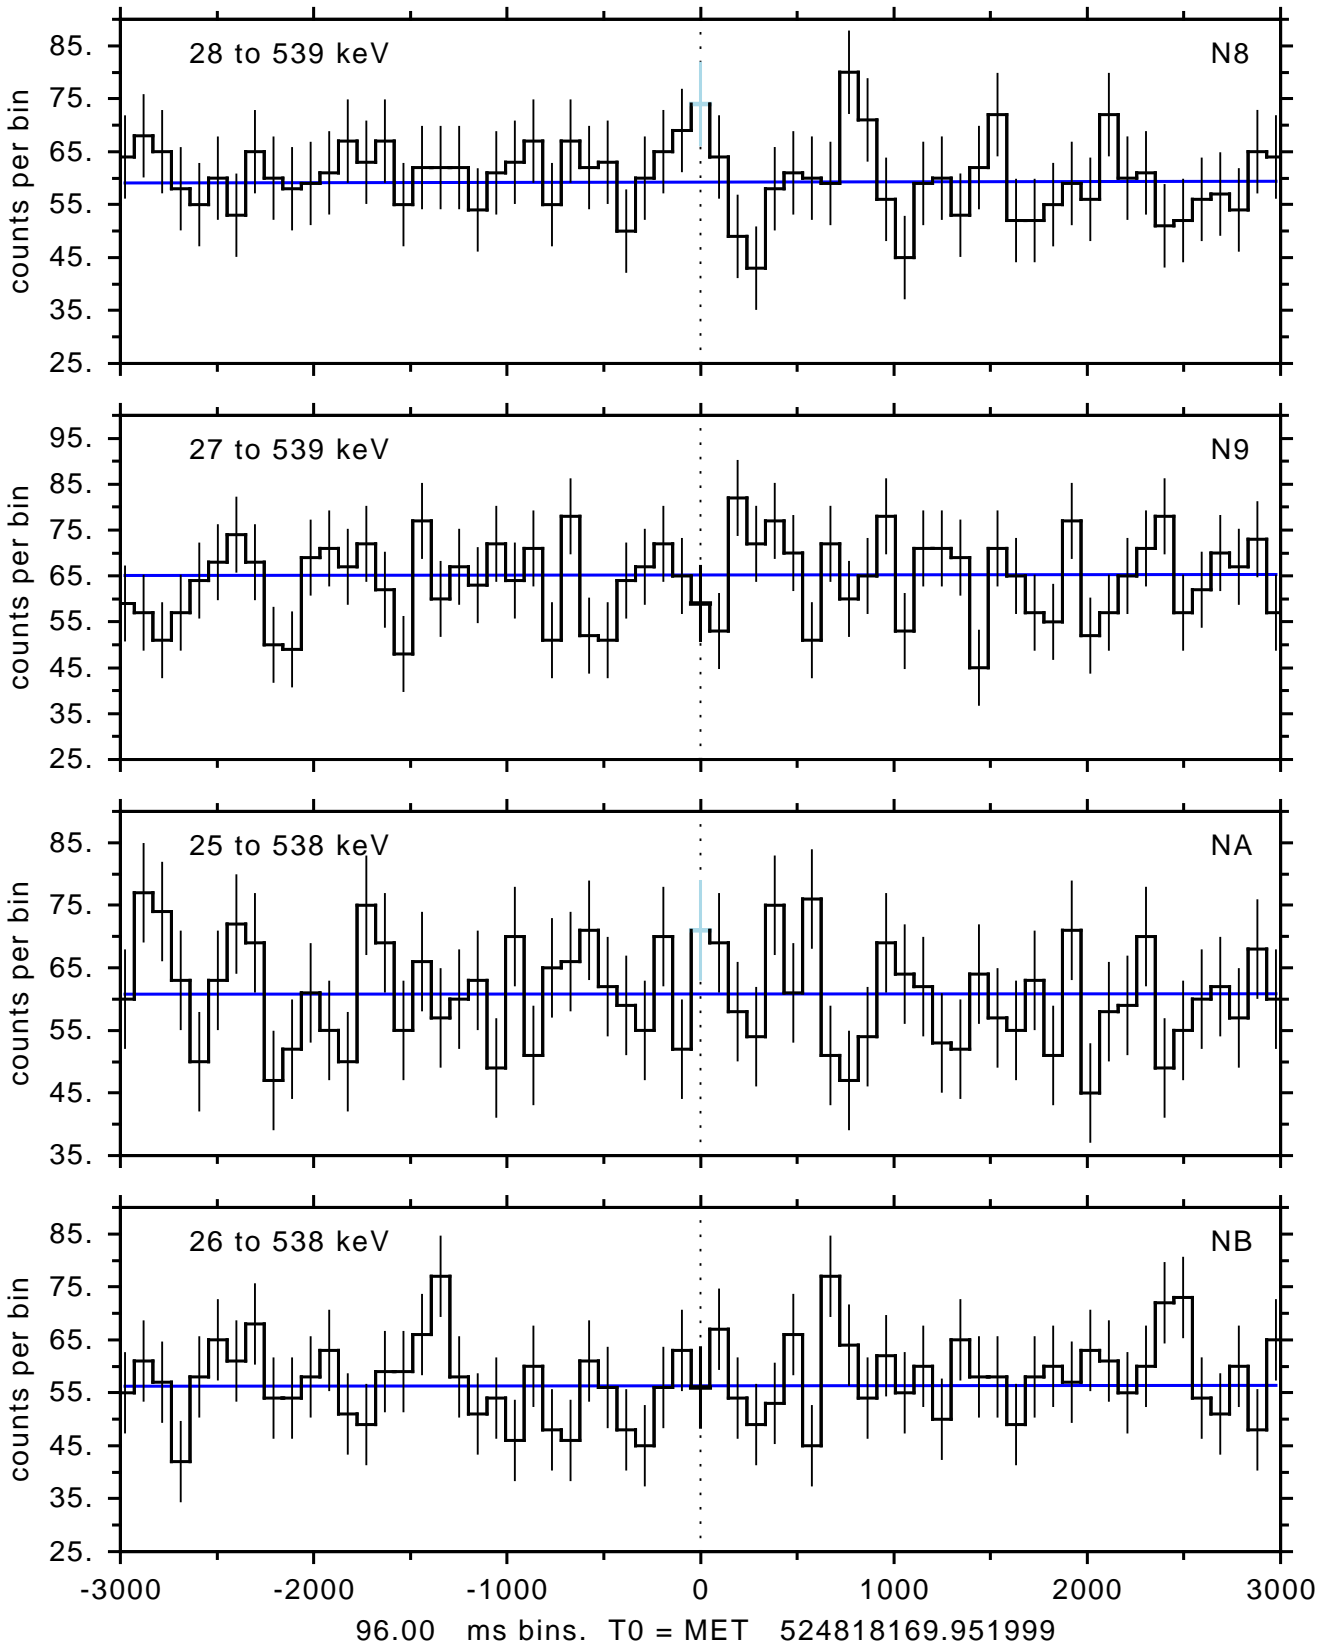 28 to 539 keV N8
85.
75.
65.
55.
45.
35.
25.
counts per bin
27 to 539 keV N9
95.
85.
75.
65.
55.
45.
35.
25.
counts per bin
25 to 538 keV NA
85.
75.
65.
55.
45.
35.
counts per bin
26 to 538 keV NB
85.
75.
65.
55.
45.
35.
25.
counts per bin
-3000 -2000 -1000 0 1000 2000 3000
96.00 ms bins. T0 = MET 524818169.951999